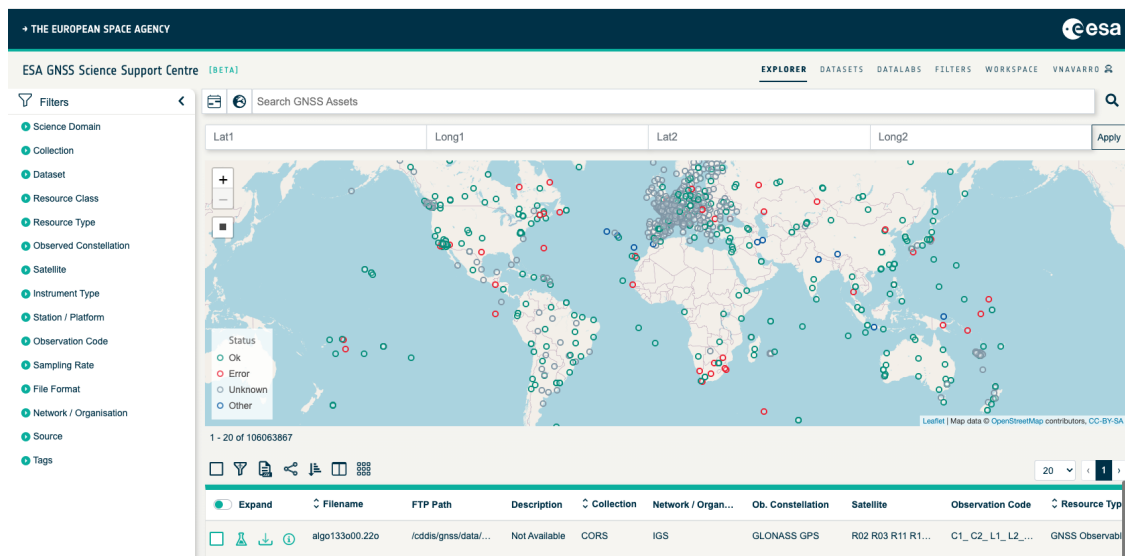 → THE EUROPEAN SPACE AGENCY
esa
ESA GNSS Science Support Centre [BETA]
EXPLORER DATASETS DATALABS FILTERS WORKSPACE VNAVARRO
Filters
Science Domain
Collection
Dataset
Resource Class
Resource Type
Observed Constellation
Satellite
Instrument Type
Station / Platform
Observation Code
Sampling Rate
File Format
Network / Organisation
Source
Tags
Search GNSS Assets
Lat1 Long1 Lat2 Long2 Apply
+
−
Status
Ok
Error
Unknown
Other
Leaflet | Map data © OpenStreetMap contributors, CC-BY-SA
1 - 20 of 106063867
20 ‹ 1 ›
Expand Filename FTP Path Description Collection Network / Organ... Ob. Constellation Satellite Observation Code Resource Typ
algo133o00.22o /cddis/gnss/data/... Not Available CORS IGS GLONASS GPS R02 R03 R11 R1... C1_ C2_ L1_ L2_... GNSS Observabl